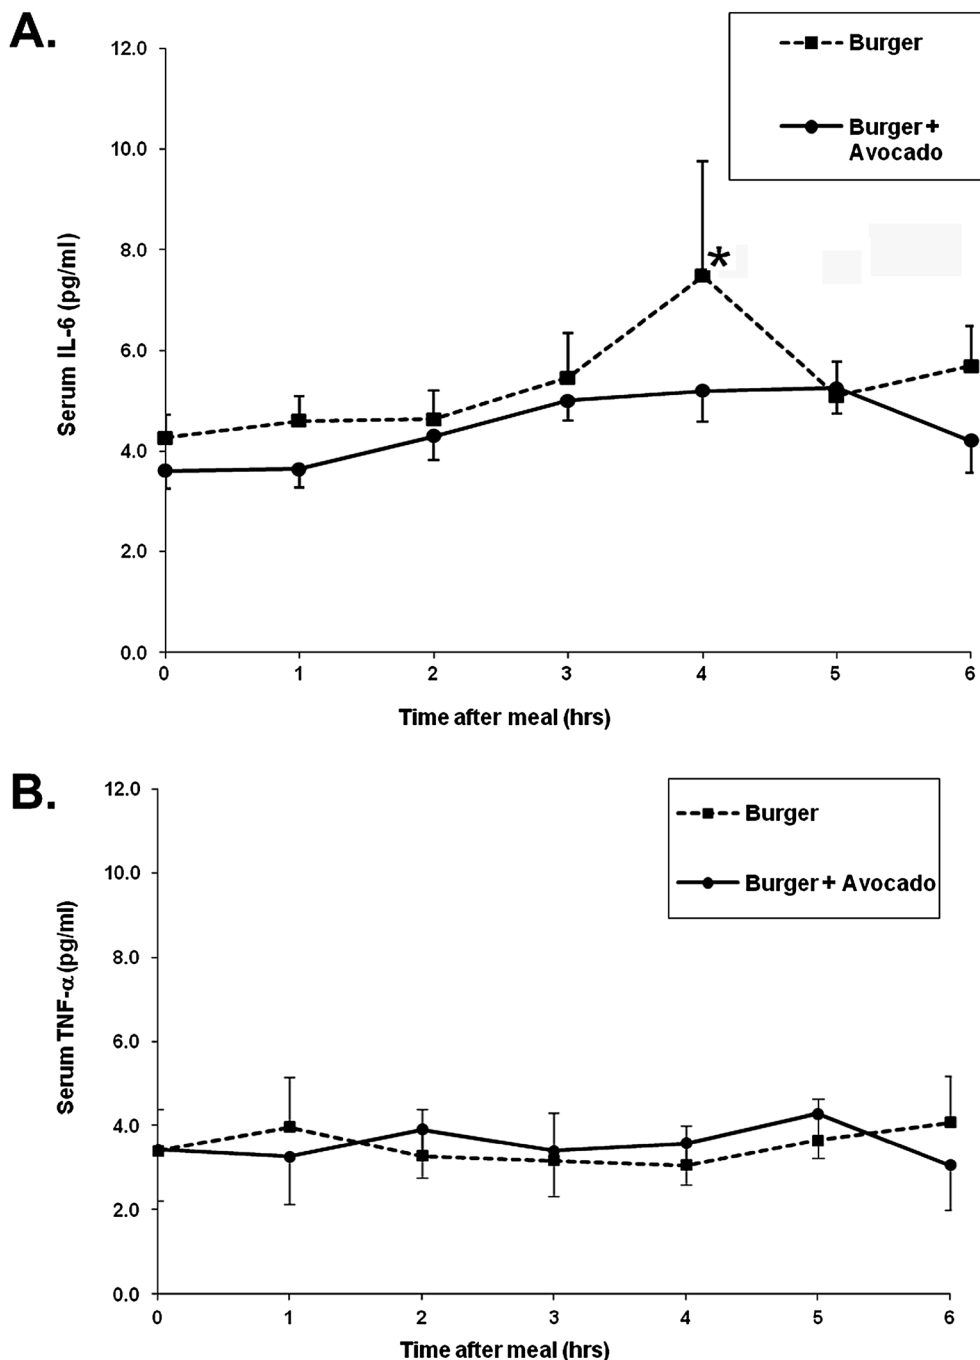 A.
Burger
Burger +
Avocado
12.0
10.0
8.0
6.0
4.0
2.0
0.0
Serum IL-6 (pg/ml)
*
0 1 2 3 4 5 6
Time after meal (hrs)
B.
Burger
Burger + Avocado
12.0
10.0
8.0
6.0
4.0
2.0
0.0
Serum TNF-α (pg/ml)
0 1 2 3 4 5 6
Time after meal (hrs)